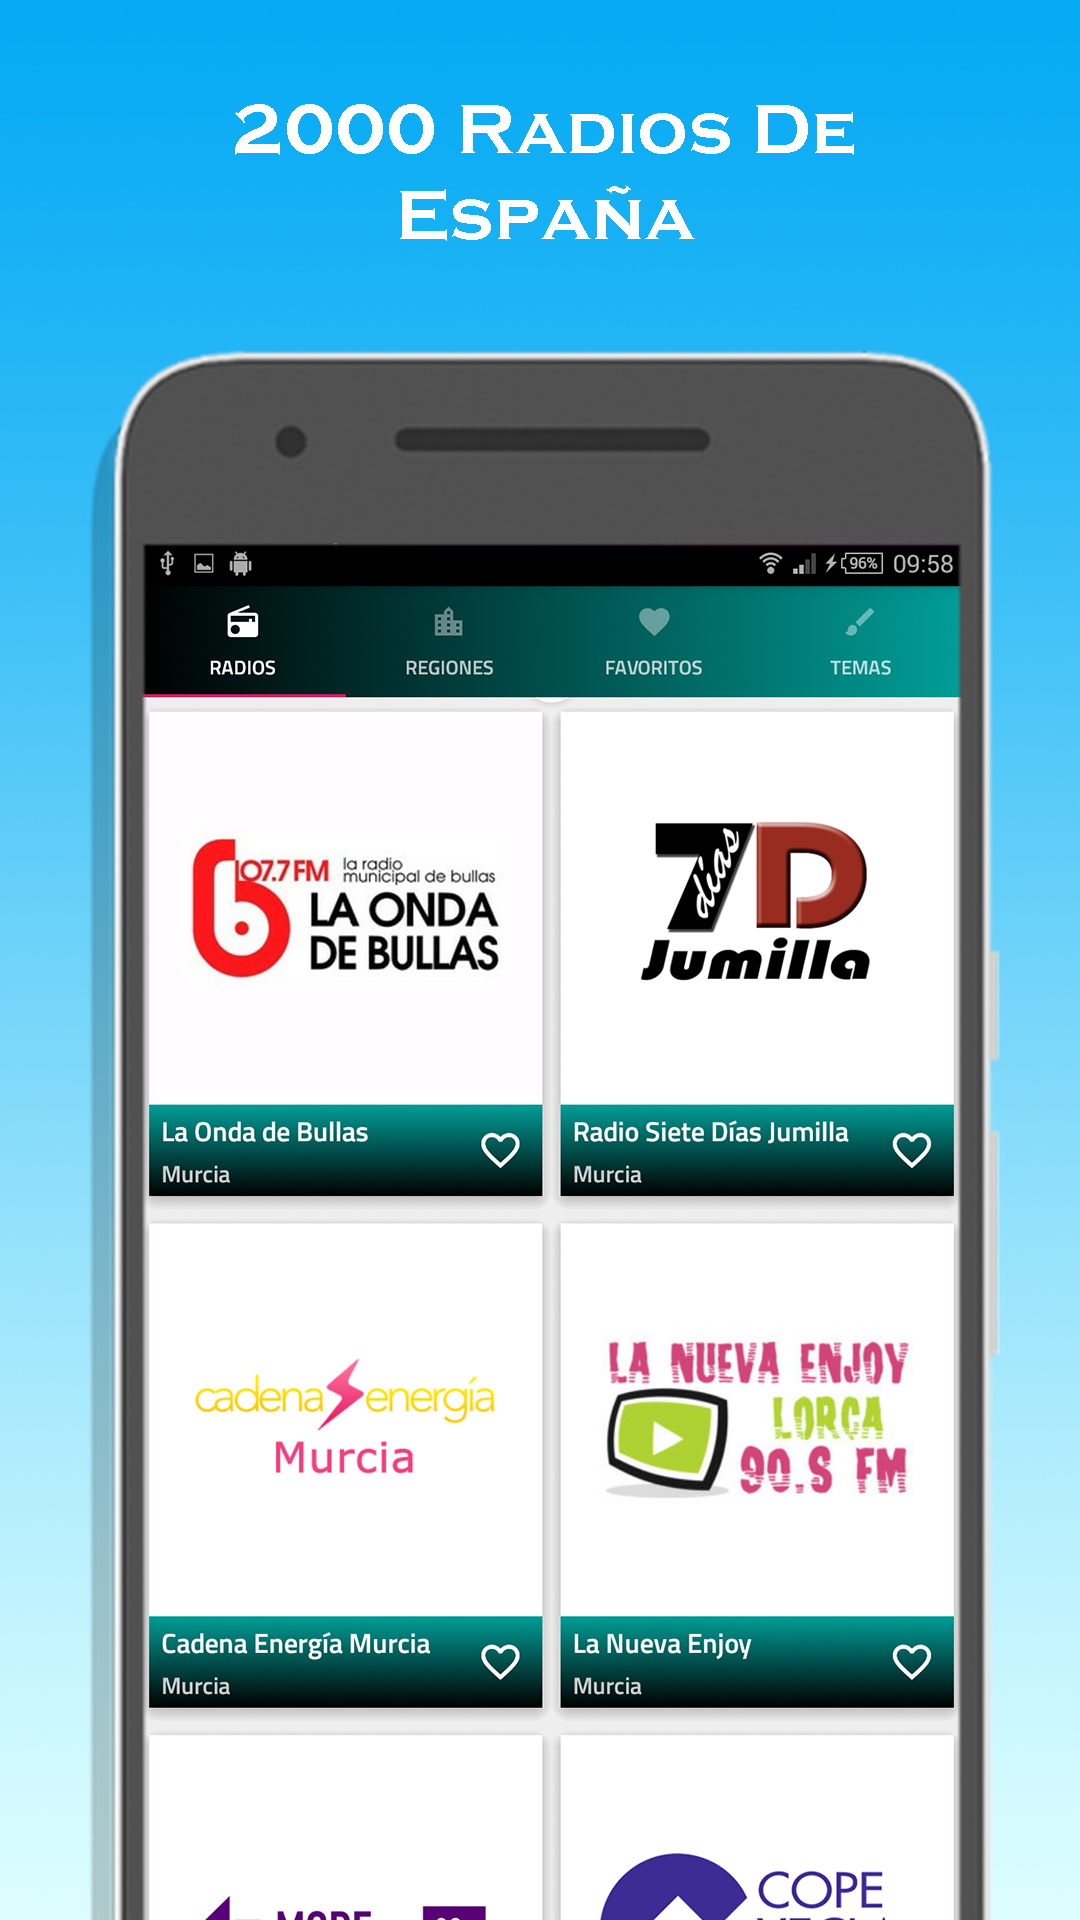 2000 Radios De
España
96%
09:58
RADIOS
REGIONES
FAVORITOS
TEMAS
107.7 FM
la radio
municipal de bullas
LA ONDA
DE BULLAS
7 días D
Jumilla
La Onda de Bullas
Murcia
Radio Siete Días Jumilla
Murcia
cadena energía
Murcia
LA NUEVA ENJOY
LORCA
90.S FM
Cadena Energía Murcia
Murcia
La Nueva Enjoy
Murcia
COPE